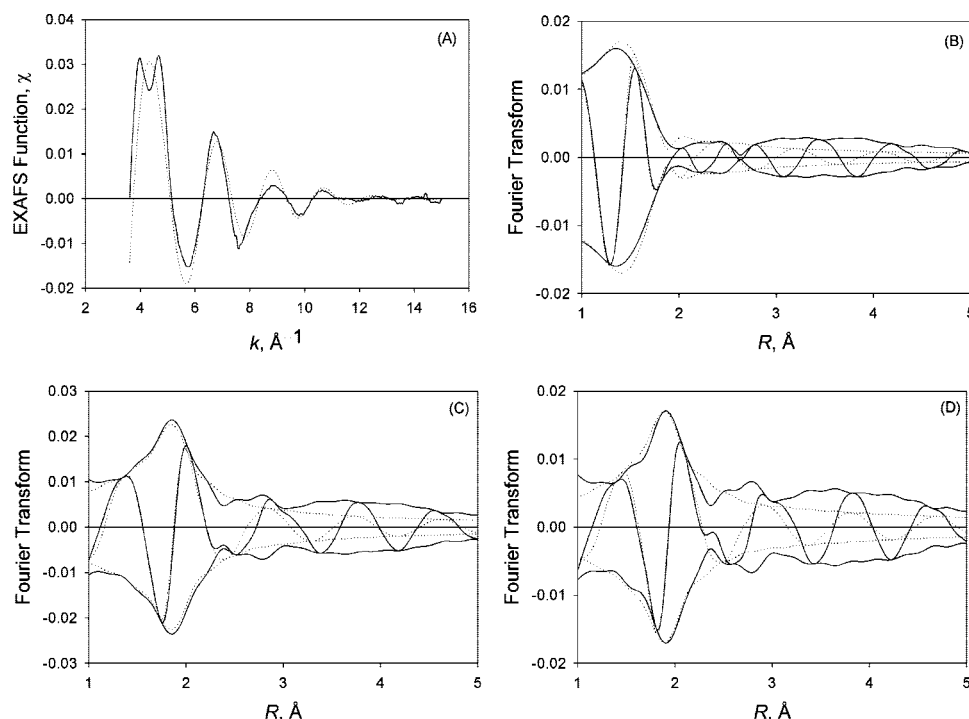 (A)
EXAFS Function, χ
0.04
0.03
0.02
0.01
0.00
-0.01
-0.02
2 4 6 8 10 12 14 16
k, Å⁻¹
(B)
Fourier Transform
0.02
0.01
0.00
-0.01
-0.02
1 2 3 4 5
R, Å
(C)
Fourier Transform
0.03
0.02
0.01
0.00
-0.01
-0.02
-0.03
1 2 3 4 5
R, Å
(D)
Fourier Transform
0.02
0.01
0.00
-0.01
-0.02
1 2 3 4 5
R, Å